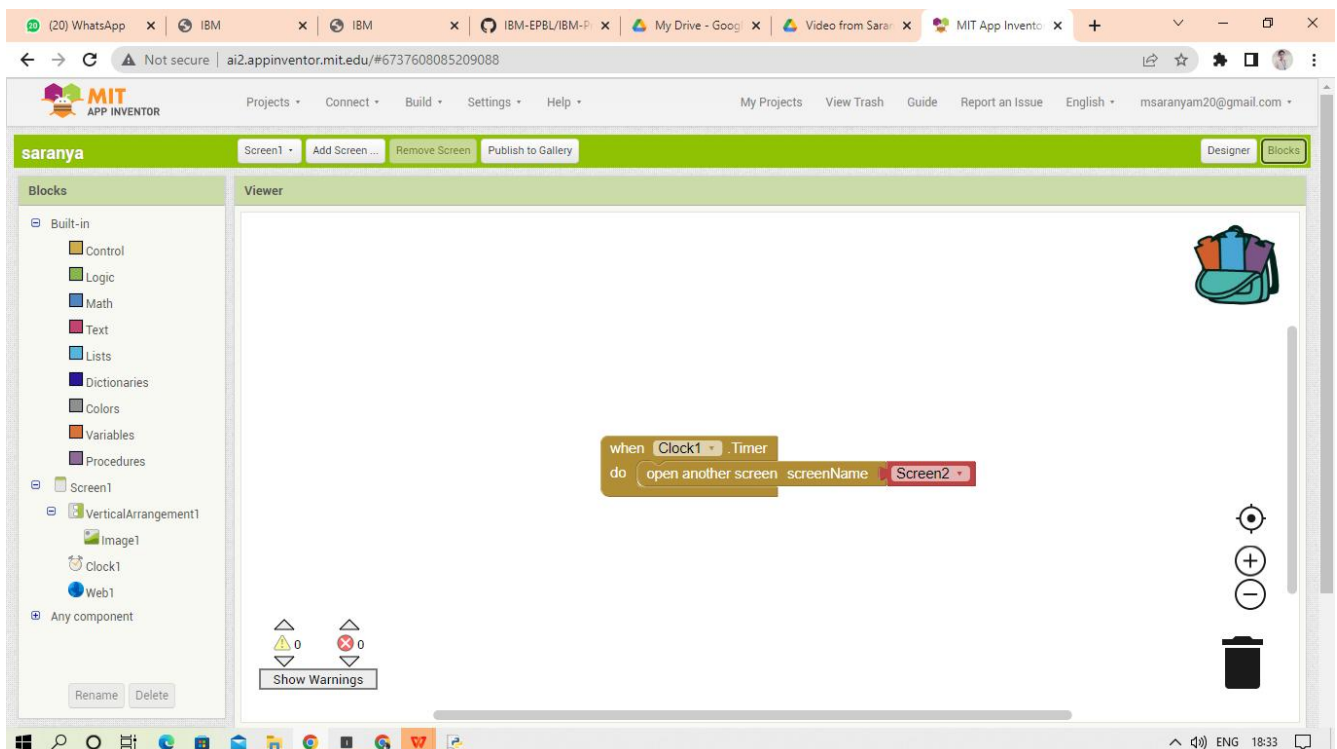 (20) WhatsApp
IBM
IBM
IBM-EPBL/IBM-P
My Drive - Goog
Video from Saran
MIT App Invento
Not secure
ai2.appinventor.mit.edu/#6737608085209088
MIT
APP INVENTOR
Projects Connect Build Settings Help My Projects View Trash Guide Report an Issue English msaranyam20@gmail.com
saranya Screen1 Add Screen ... Remove Screen Publish to Gallery Designer Blocks
Blocks
Viewer
Built-in
Control
Logic
Math
Text
Lists
Dictionaries
Colors
Variables
Procedures
Screen1
VerticalArrangement1
Image1
Clock1
Web1
Any component
Rename Delete
when Clock1 .Timer
do open another screen screenName Screen2
0 0
Show Warnings
ENG 18:33